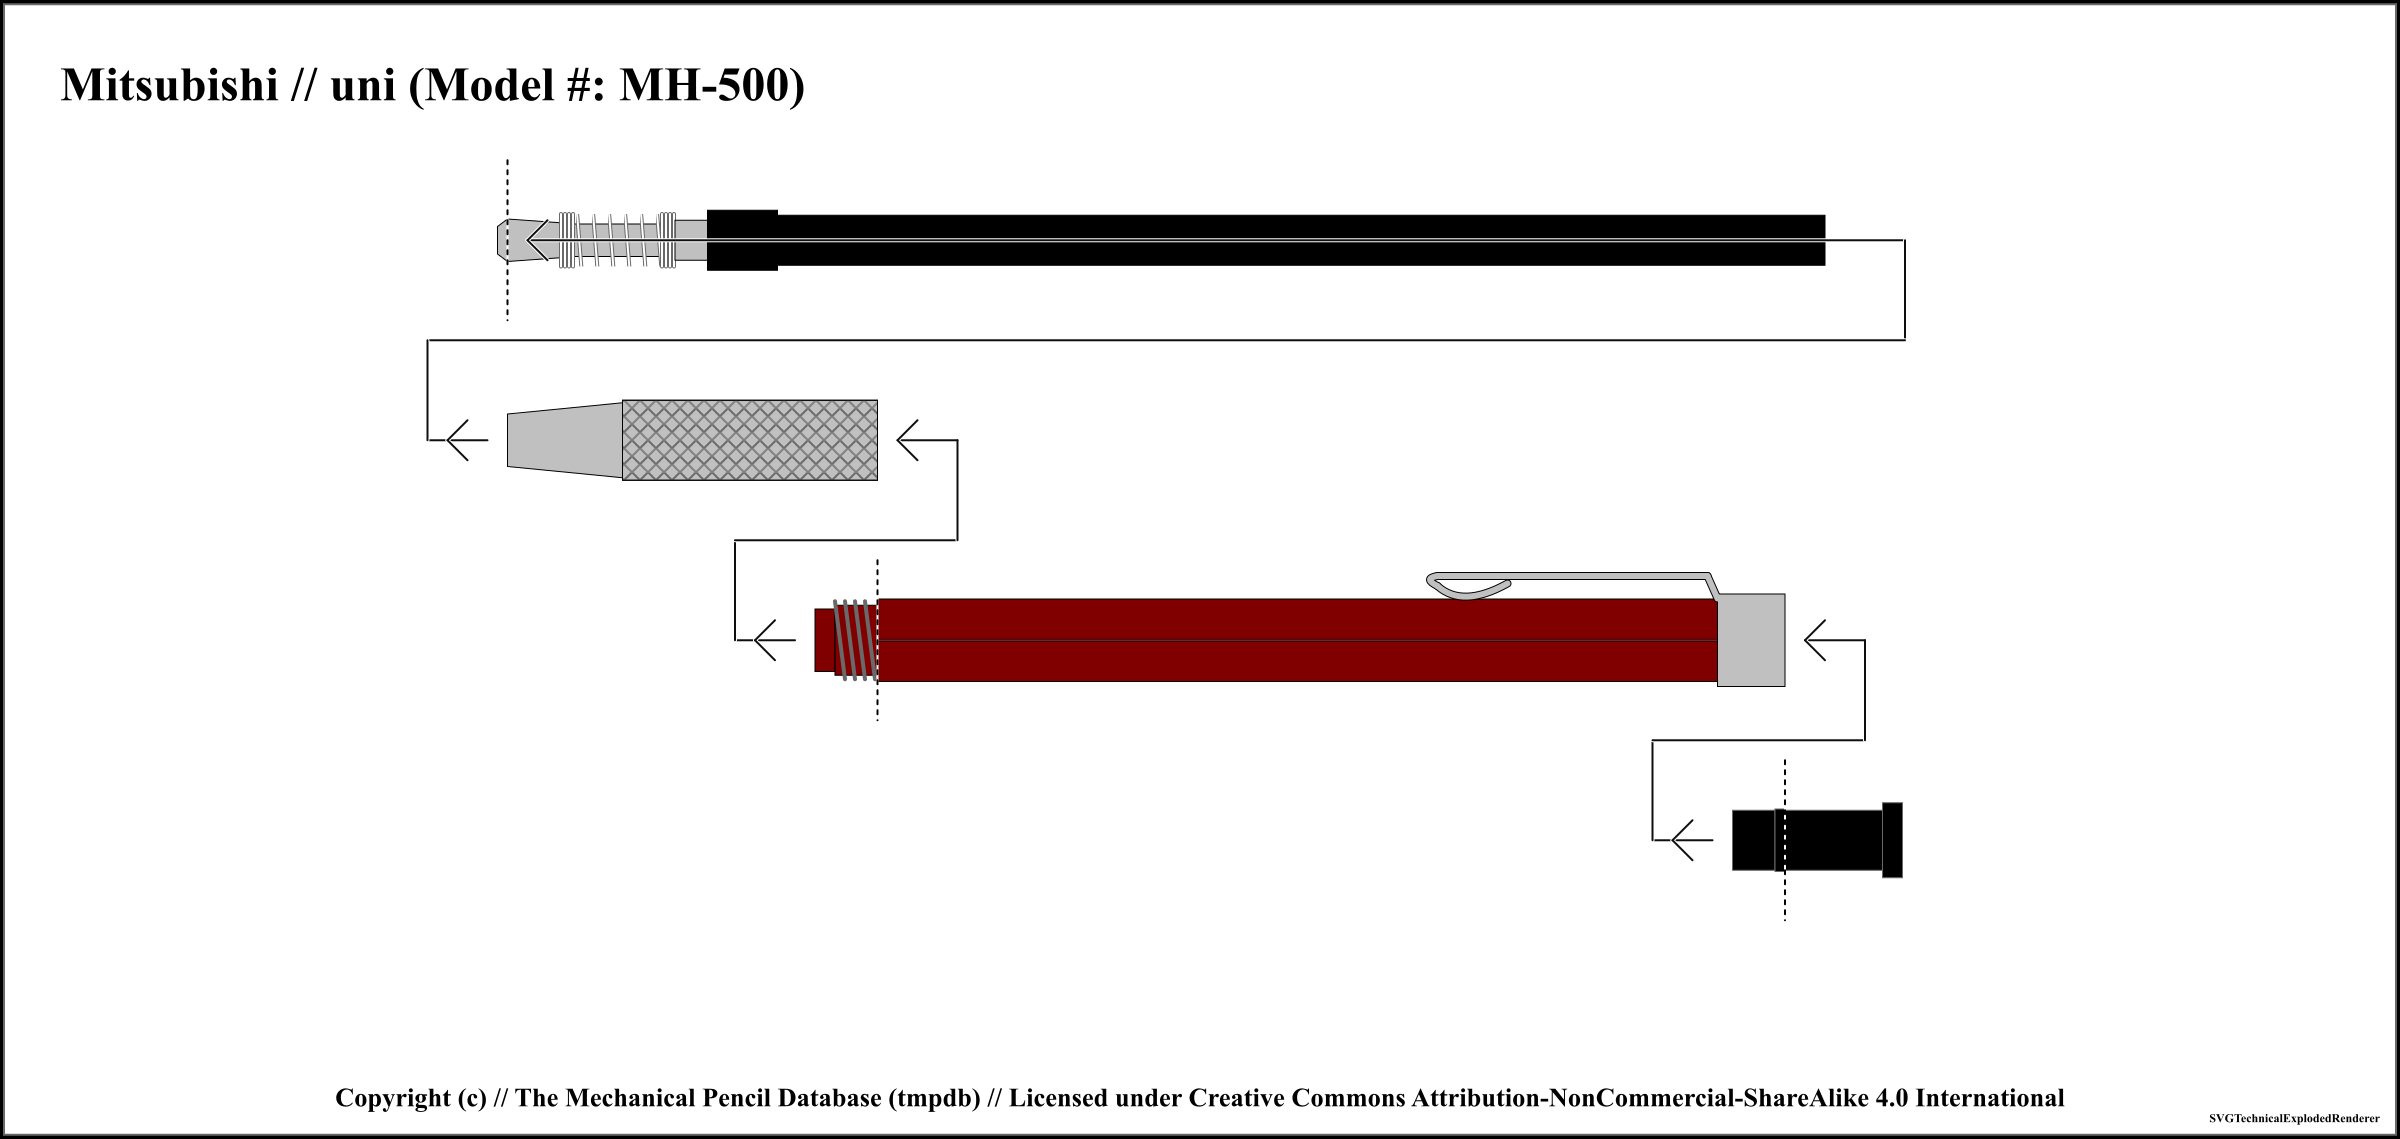 Mitsubishi // uni (Model #: MH-500)
Copyright (c) // The Mechanical Pencil Database (tmpdb) // Licensed under Creative Commons Attribution-NonCommercial-ShareAlike 4.0 International
SVGTechnicalExplodedRenderer